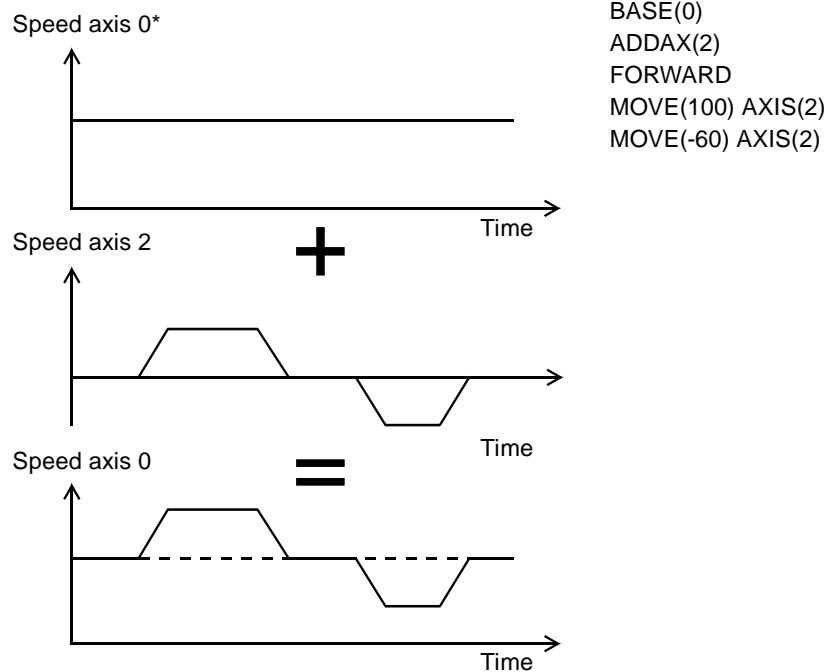 Speed axis 0*
Time
Speed axis 2
Time
Speed axis 0
Time
BASE(0)
ADDAX(2)
FORWARD
MOVE(100) AXIS(2)
MOVE(-60) AXIS(2)